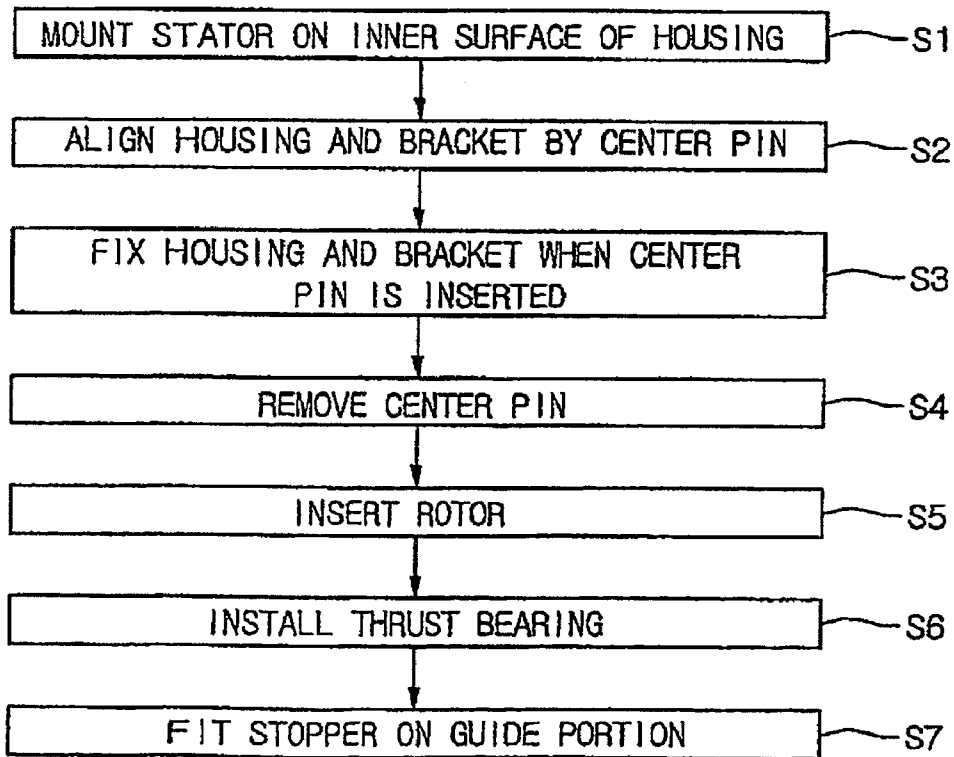 MOUNT STATOR ON INNER SURFACE OF HOUSING S1
ALIGN HOUSING AND BRACKET BY CENTER PIN S2
FIX HOUSING AND BRACKET WHEN CENTER
PIN IS INSERTED S3
REMOVE CENTER PIN S4
INSERT ROTOR S5
INSTALL THRUST BEARING S6
FIT STOPPER ON GUIDE PORTION S7